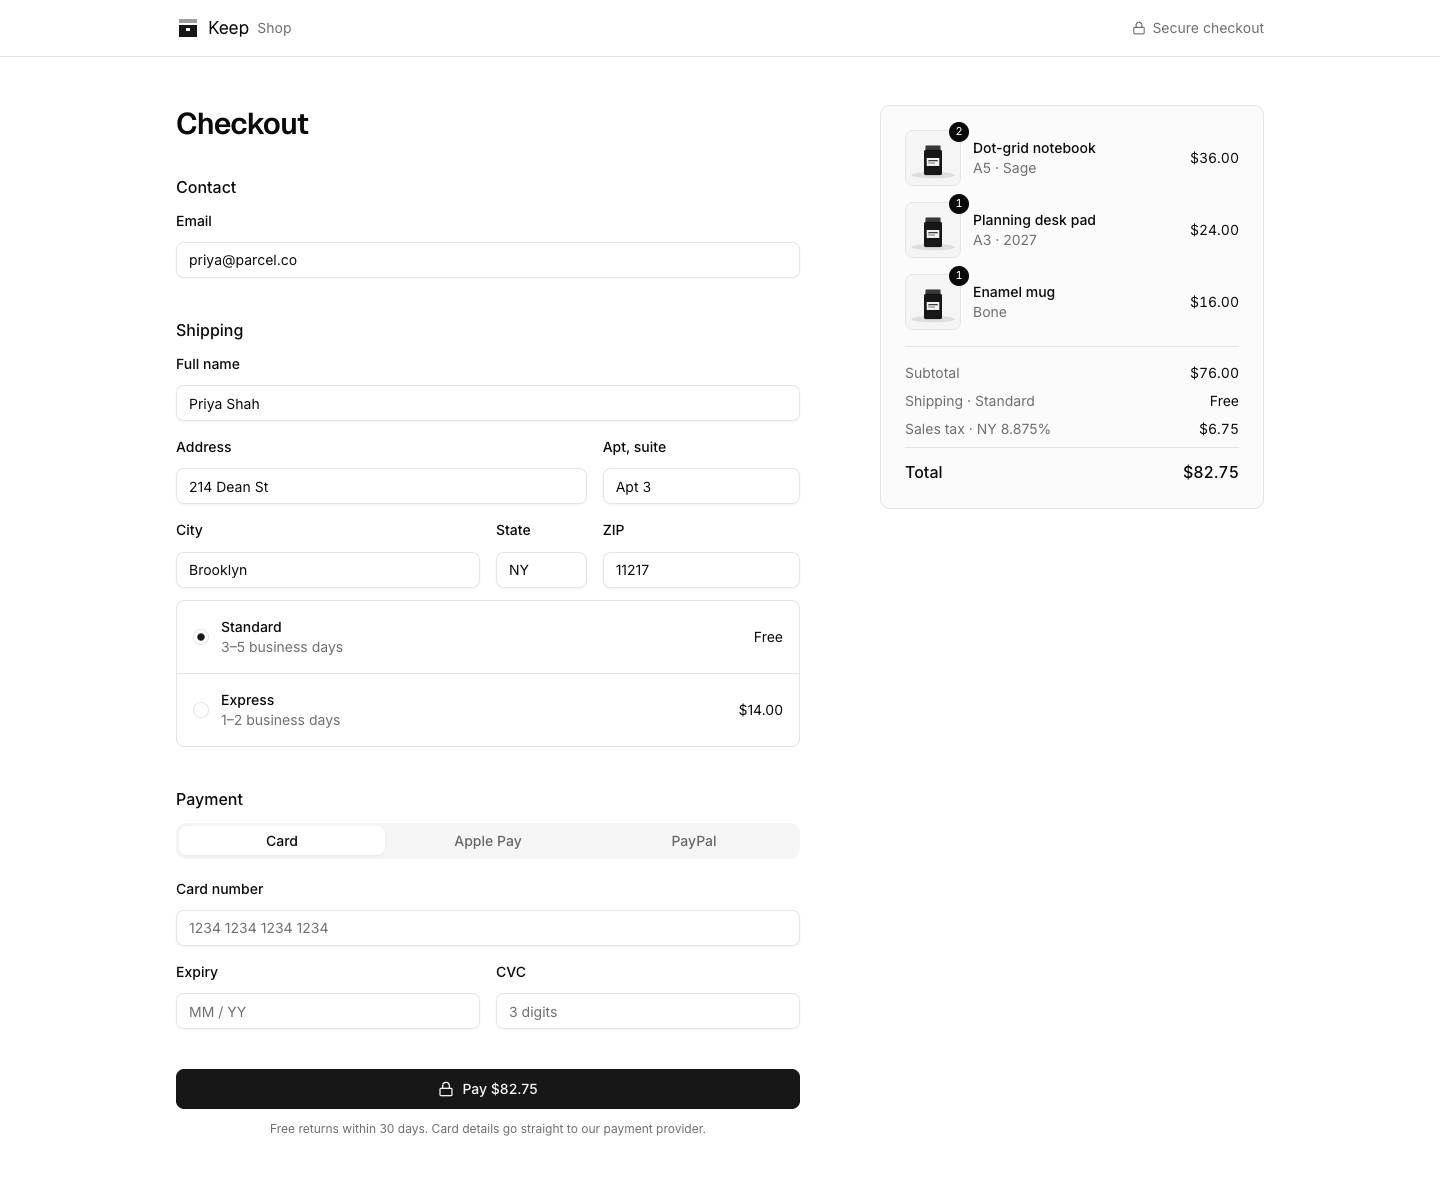 Keep Shop
Secure checkout
Checkout
Contact
Email
priya@parcel.co
Shipping
Full name
Priya Shah
Address
Apt, suite
214 Dean St
Apt 3
City
State
ZIP
Brooklyn
NY
11217
Standard
3–5 business days
Free
Express
1–2 business days
$14.00
Payment
Card
Apple Pay
PayPal
Card number
1234 1234 1234 1234
Expiry
CVC
MM / YY
3 digits
Pay $82.75
Free returns within 30 days. Card details go straight to our payment provider.
2
Dot-grid notebook
A5 · Sage
$36.00
1
Planning desk pad
A3 · 2027
$24.00
1
Enamel mug
Bone
$16.00
Subtotal
$76.00
Shipping · Standard
Free
Sales tax · NY 8.875%
$6.75
Total
$82.75